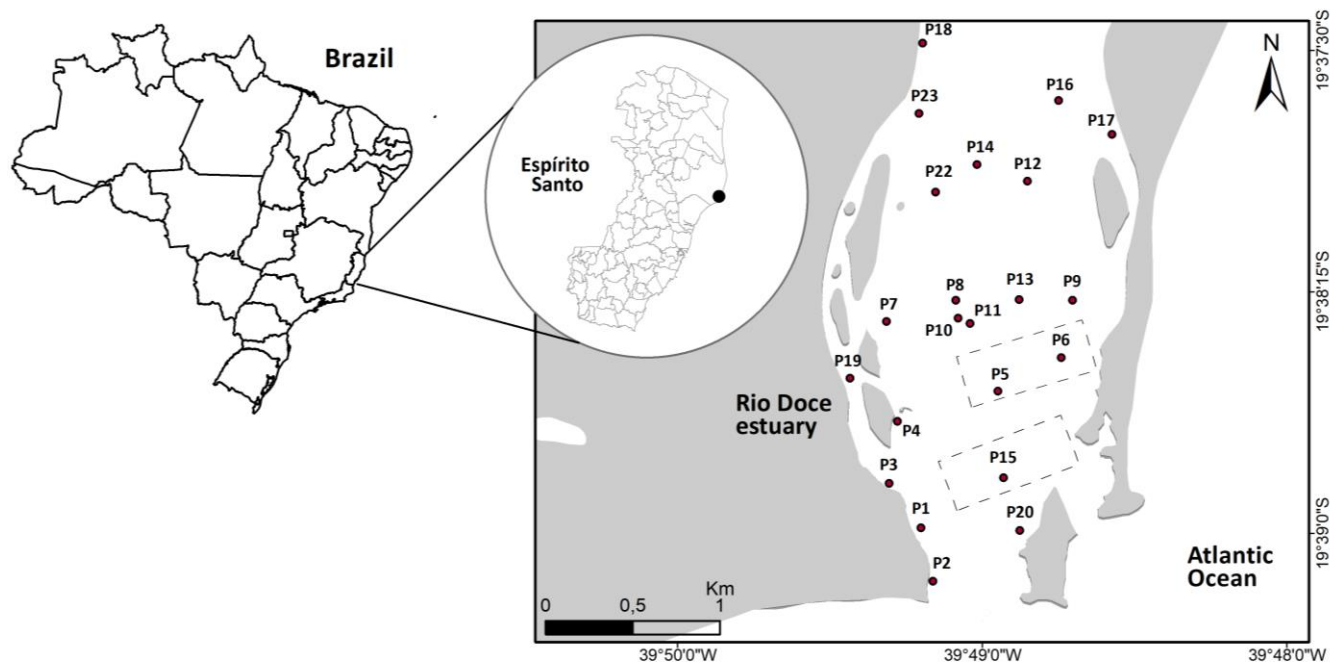 Brazil
Espírito
Santo
P18
P23
P16
P17
P14
P12
P22
P8
P13
P9
P7
P10
P11
P6
P19
P5
Rio Doce
estuary
P4
P3
P15
P1
P20
P2
Atlantic
Ocean
N
Km
0 0,5 1
19°37'30"S
19°38'15"S
19°39'0"S
39°50'0"W 39°49'0"W 39°48'0"W